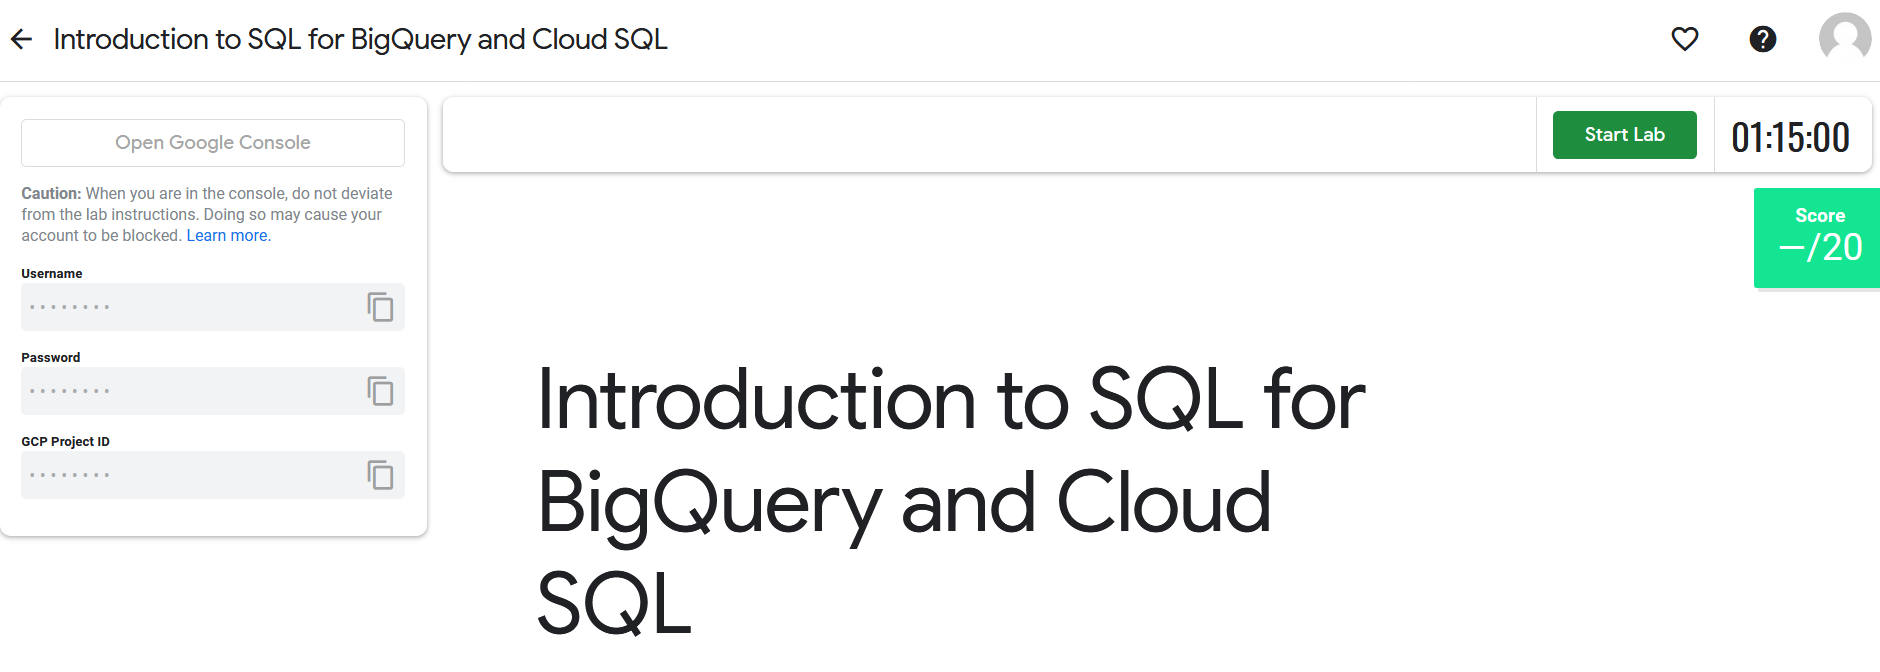 Introduction to SQL for BigQuery and Cloud SQL
Open Google Console
Caution: When you are in the console, do not deviate
from the lab instructions. Doing so may cause your
account to be blocked. Learn more.
Username
Password
GCP Project ID
Start Lab
01:15:00
Score
—/20
Introduction to SQL for
BigQuery and Cloud
SQL